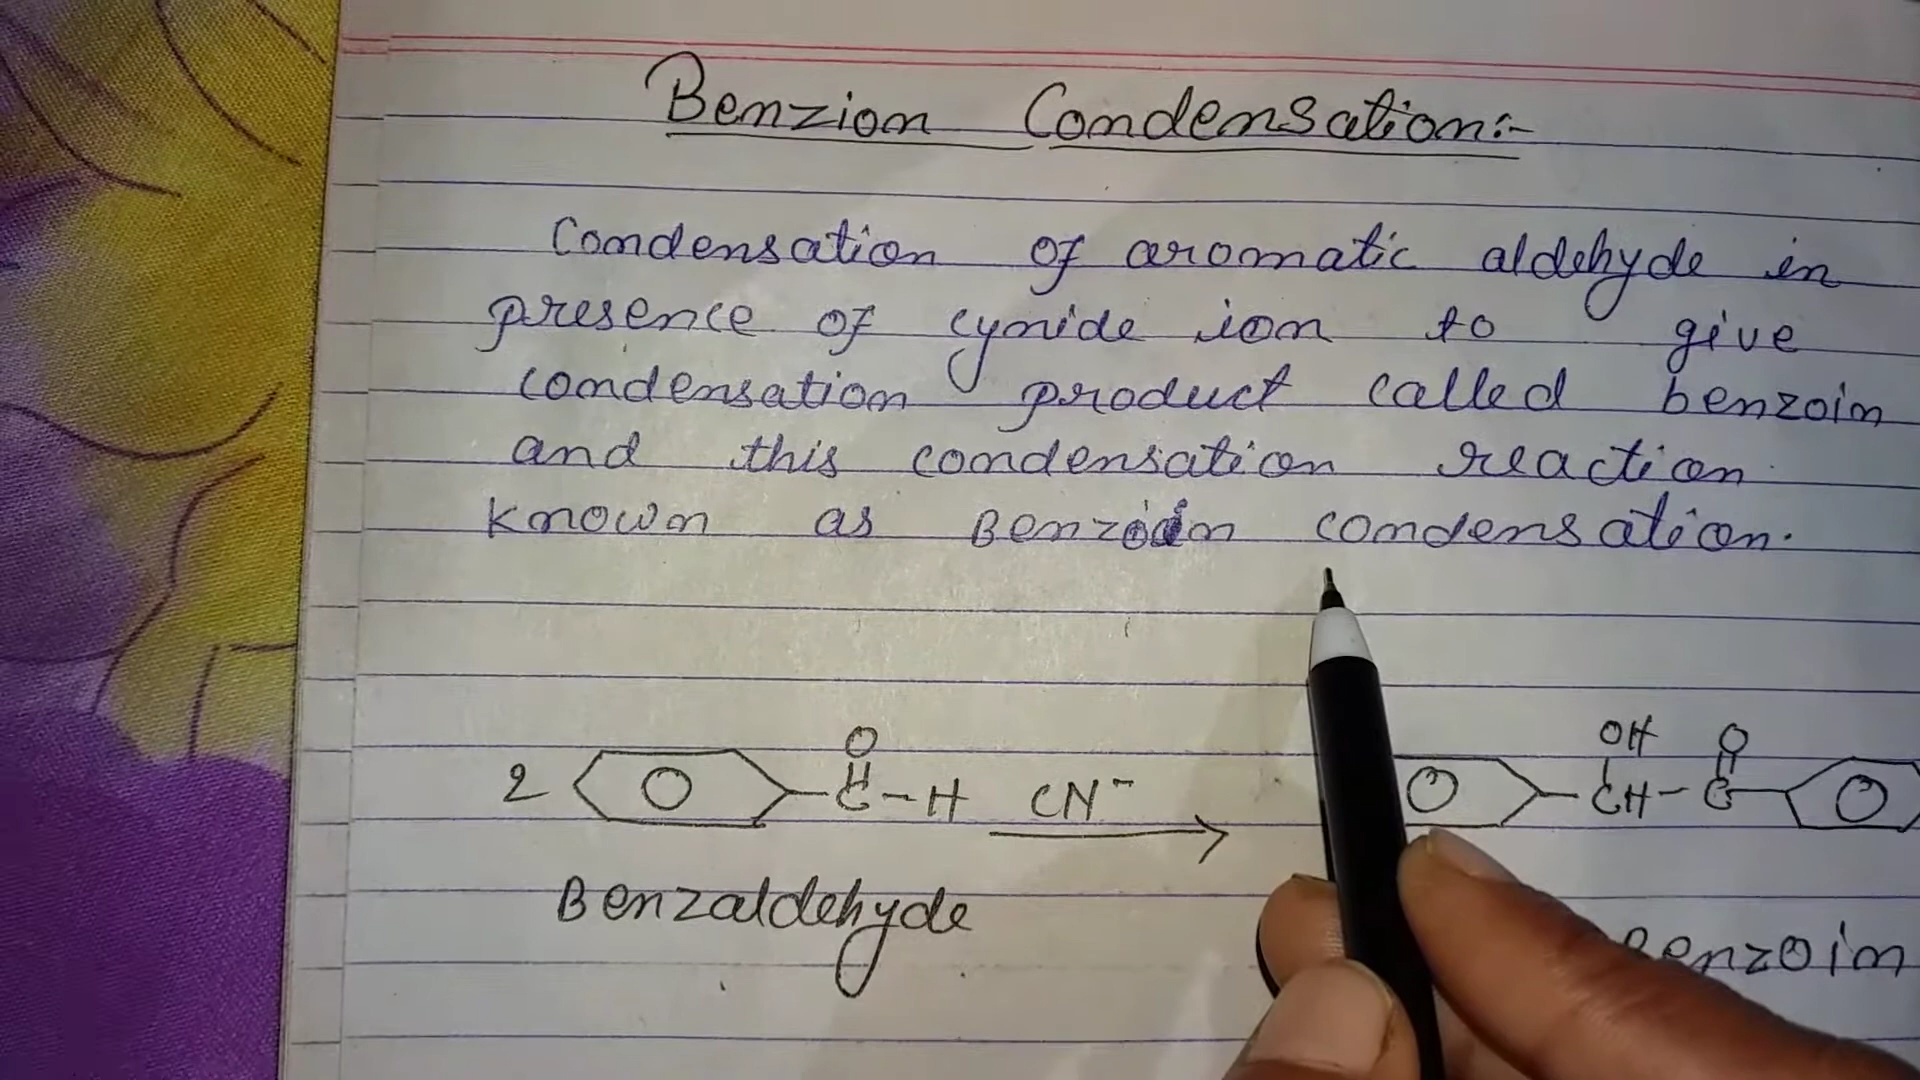 Benzion Condensation:-
Condensation of aromatic aldehyde in
presence of cynide ion to give
condensation product called benzoin
and this condensation reaction
known as Benzoin condensation.
2 O O C-H CN⁻ O OH CH-C O O
Benzaldehyde Benzoin